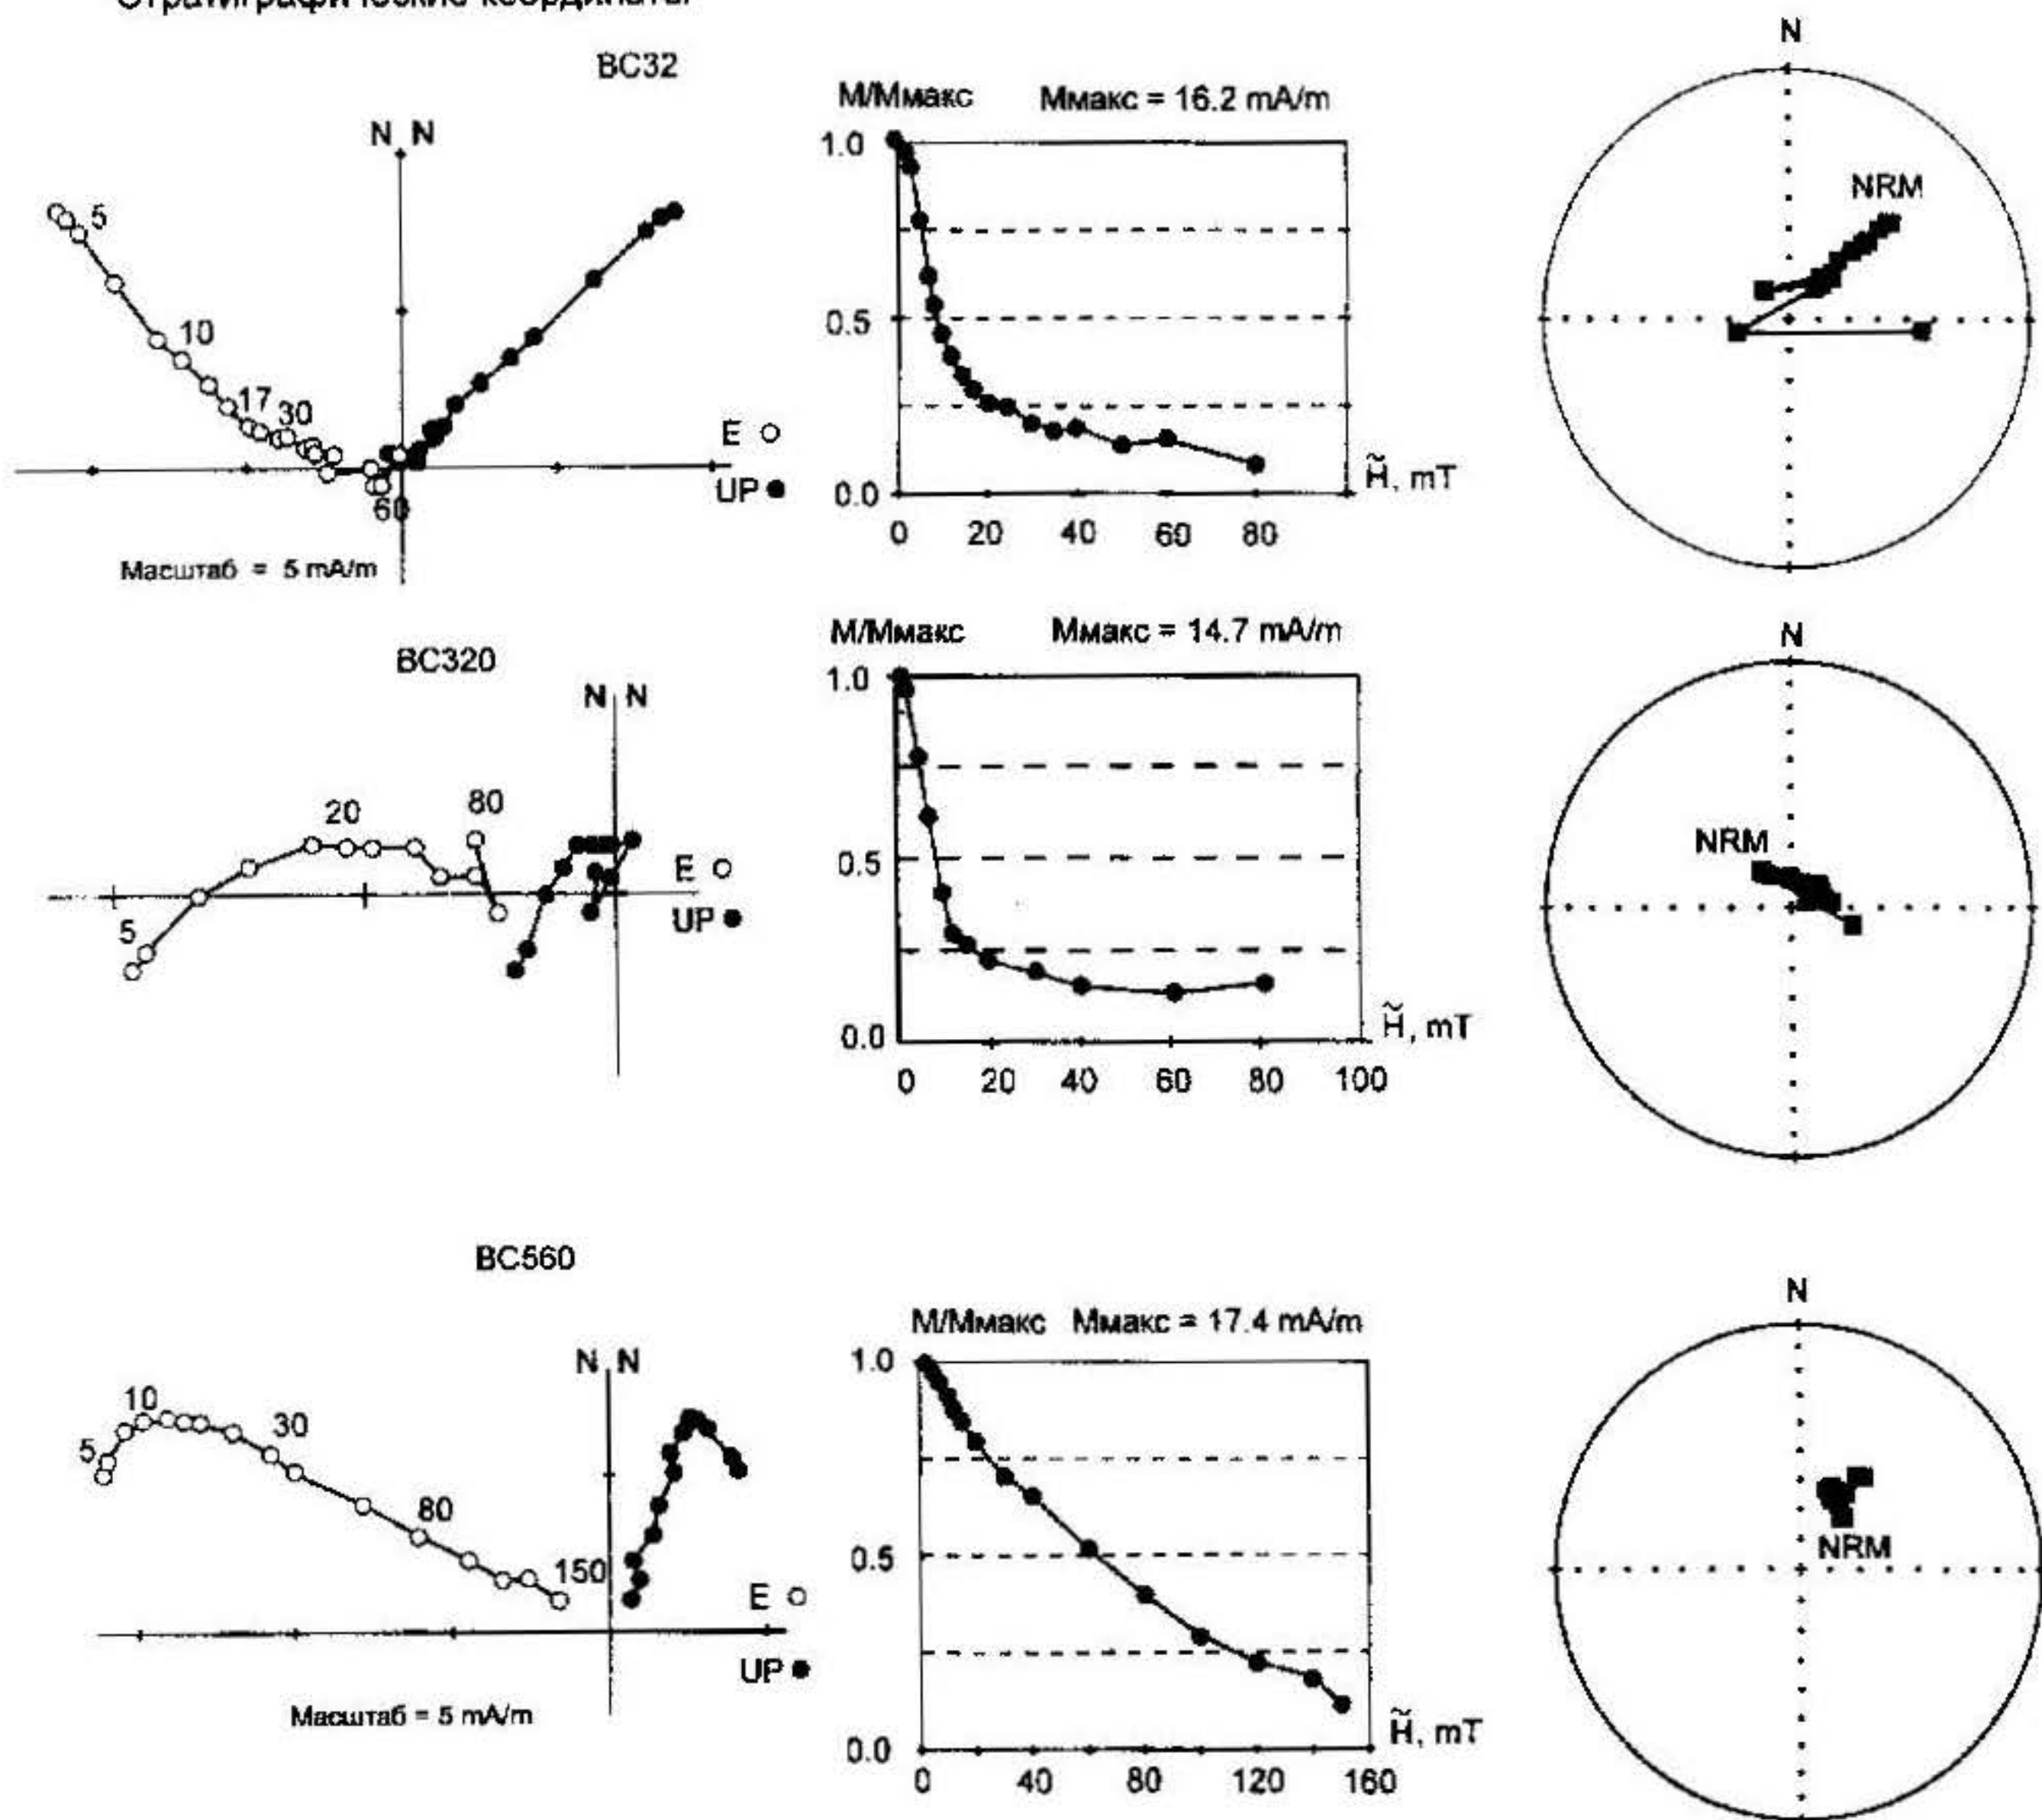 Стратиграфические координаты
BC32
N N
5
10
17 30
60
E
UP
Масштаб = 5 mA/m
M/Mмакс Mмакс = 16.2 mA/m
1.0
0.5
0.0
0 20 40 60 80
H̃, mT
N
NRM
BC320
N N
20
80
5
E
UP
M/Mмакс Mмакс = 14.7 mA/m
1.0
0.5
0.0
0 20 40 60 80 100
H̃, mT
N
NRM
BC560
N N
10
5
30
80
150
E
UP
Масштаб = 5 mA/m
M/Mмакс Mмакс = 17.4 mA/m
1.0
0.5
0.0
0 40 80 120 160
H̃, mT
N
NRM